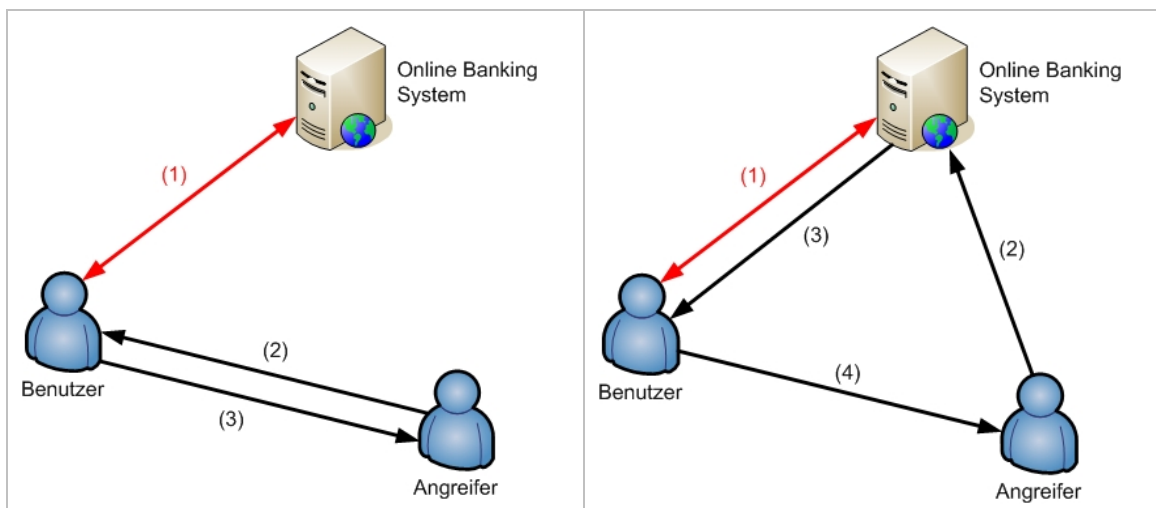 Online Banking
System
(1)
(2)
(3)
Benutzer
Angreifer
Online Banking
System
(1)
(3)
(2)
(4)
Benutzer
Angreifer